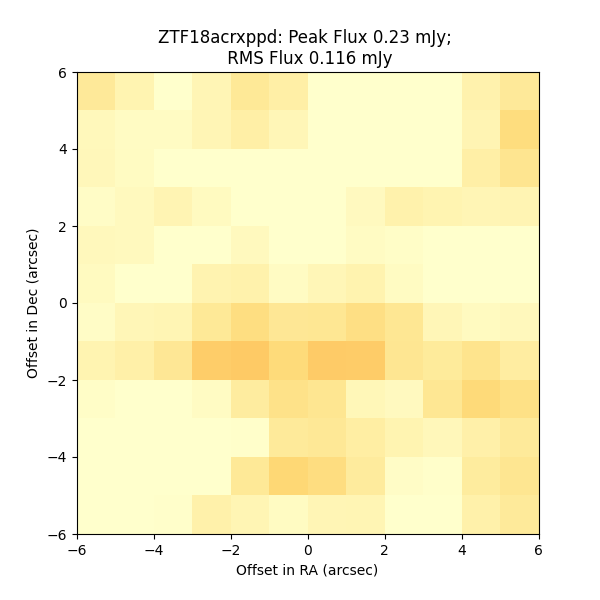 ZTF18acrxppd: Peak Flux 0.23 mJy;
RMS Flux 0.116 mJy
6
4
2
0
−2
−4
−6
Offset in Dec (arcsec)
−6 −4 −2 0 2 4 6
Offset in RA (arcsec)